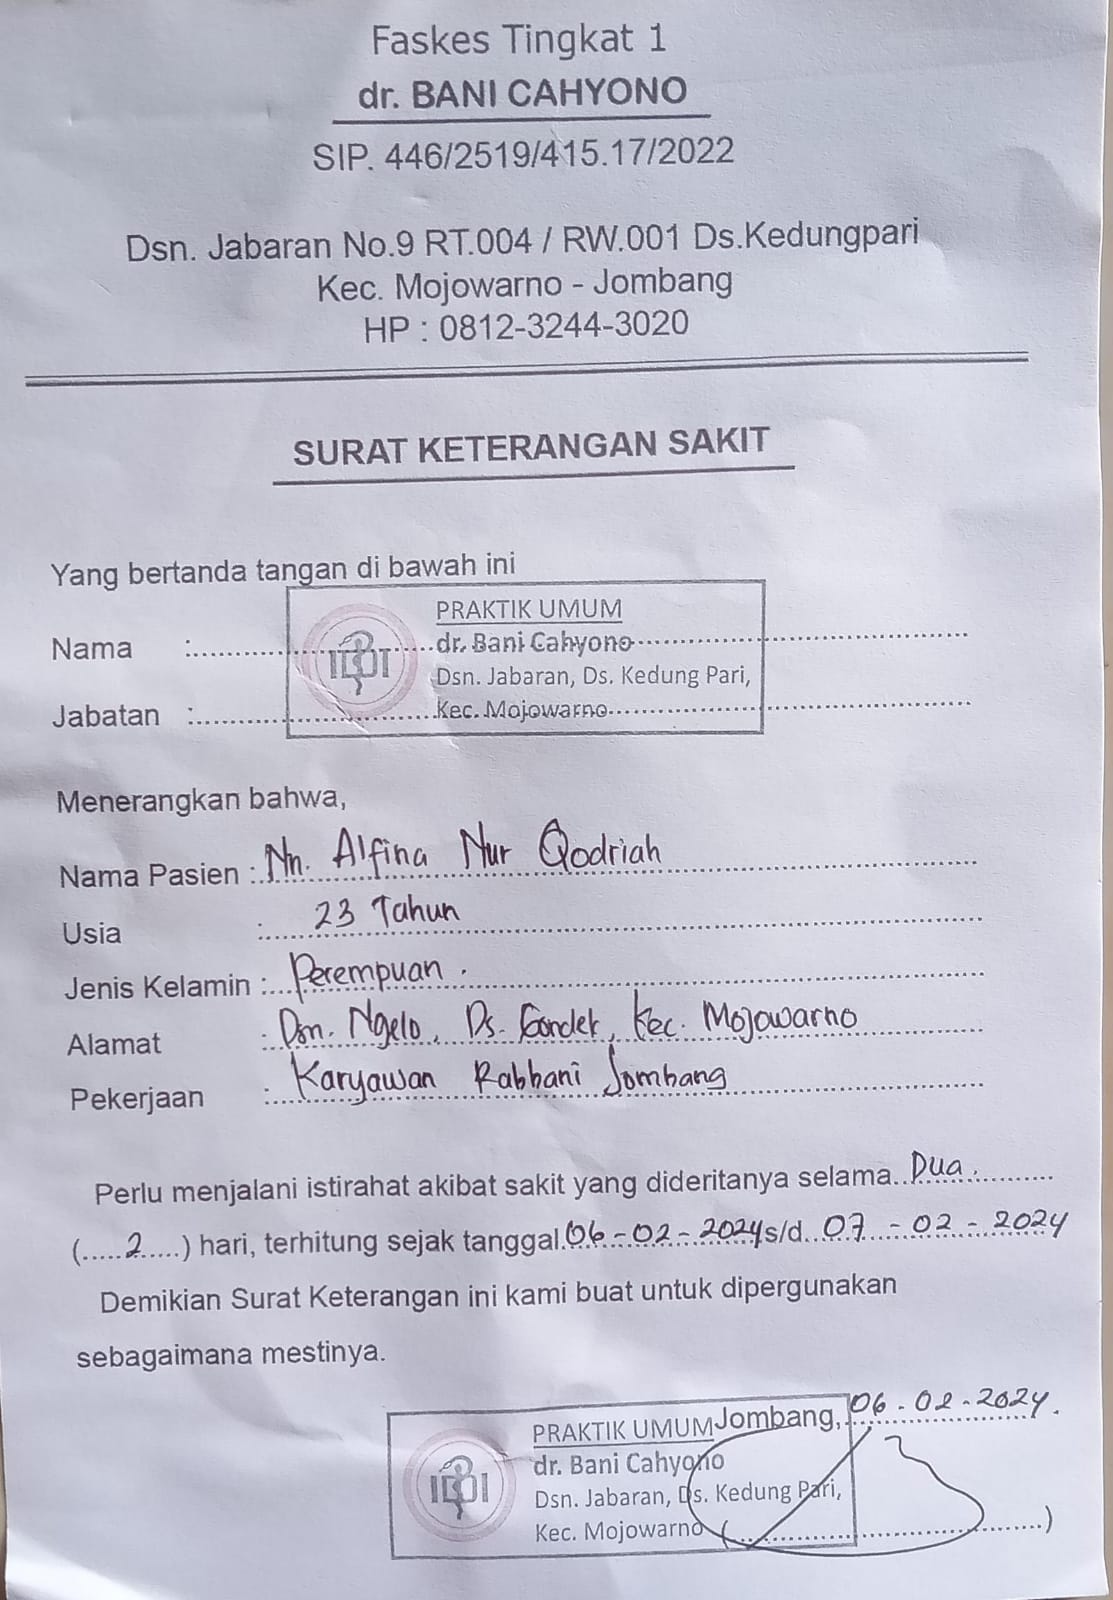 Faskes Tingkat 1
dr. BANI CAHYONO
SIP. 446/2519/415.17/2022
Dsn. Jabaran No.9 RT.004 / RW.001 Ds.Kedungpari
Kec. Mojowarno - Jombang
HP : 0812-3244-3020
SURAT KETERANGAN SAKIT
Yang bertanda tangan di bawah ini
PRAKTIK UMUM
Nama : dr. Bani Cahyono
Dsn. Jabaran, Ds. Kedung Pari,
Jabatan : Kec. Mojowarno
IDI
Menerangkan bahwa,
Nama Pasien : Nn. Alfina Nur Qodriah
Usia : 23 Tahun
Jenis Kelamin : Perempuan .
Alamat : Dsn. Ngelo, Ds. Gondek, Kec. Mojowarno
Pekerjaan : Karyawan Rabbani Jombang
Perlu menjalani istirahat akibat sakit yang dideritanya selama..Dua............
(.....2.....) hari, terhitung sejak tanggal.06-02-2024 s/d..07-02-2024
Demikian Surat Keterangan ini kami buat untuk dipergunakan
sebagaimana mestinya.
PRAKTIK UMUM Jombang, 06-02-2024.
dr. Bani Cahyono
Dsn. Jabaran, Ds. Kedung Pari,
Kec. Mojowarno (..............................)
IDI